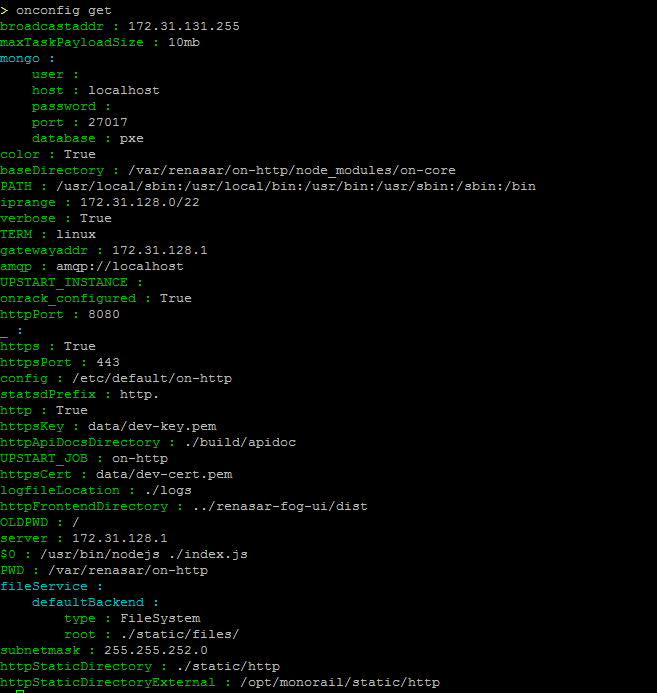 > onconfig get
broadcastaddr : 172.31.131.255
maxTaskPayloadSize : 10mb
mongo :
    user :
    host : localhost
    password :
    port : 27017
    database : pxe
color : True
baseDirectory : /var/renasar/on-http/node_modules/on-core
PATH : /usr/local/sbin:/usr/local/bin:/usr/bin:/usr/sbin:/sbin:/bin
iprange : 172.31.128.0/22
verbose : True
TERM : linux
gatewayaddr : 172.31.128.1
amqp : amqp://localhost
UPSTART_INSTANCE :
onrack_configured : True
httpPort : 8080
_ :
https : True
httpsPort : 443
config : /etc/default/on-http
statsdPrefix : http.
http : True
httpsKey : data/dev-key.pem
httpApiDocsDirectory : ./build/apidoc
UPSTART_JOB : on-http
httpsCert : data/dev-cert.pem
logfileLocation : ./logs
httpFrontendDirectory : ../renasar-fog-ui/dist
OLDPWD : /
server : 172.31.128.1
$0 : /usr/bin/nodejs ./index.js
PWD : /var/renasar/on-http
fileService :
    defaultBackend :
        type : FileSystem
        root : ./static/files/
subnetmask : 255.255.252.0
httpStaticDirectory : ./static/http
httpStaticDirectoryExternal : /opt/monorail/static/http